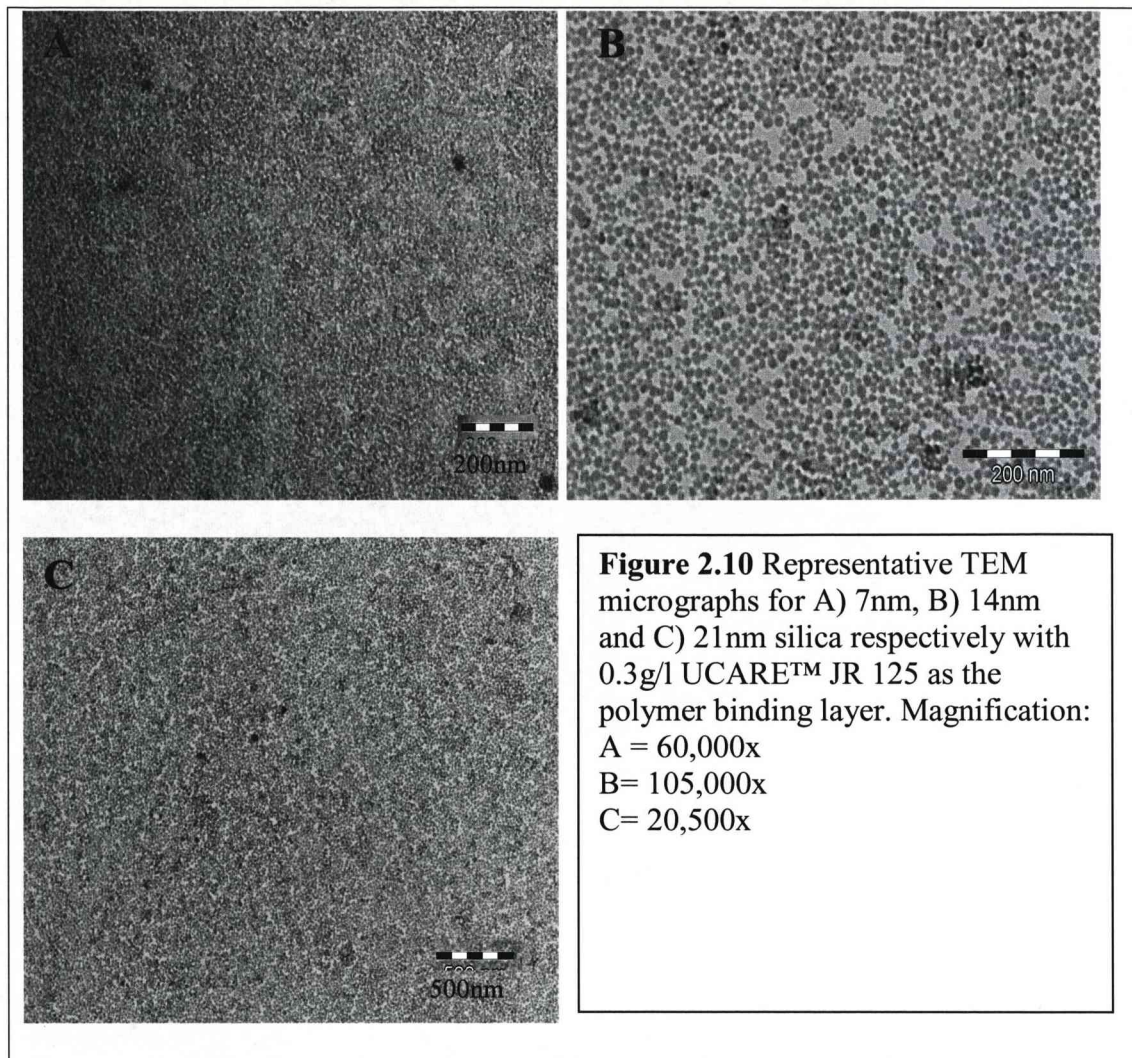 A
B
200nm
200 nm
C
500nm
Figure 2.10 Representative TEM
micrographs for A) 7nm, B) 14nm
and C) 21nm silica respectively with
0.3g/l UCARE™ JR 125 as the
polymer binding layer. Magnification:
A = 60,000x
B= 105,000x
C= 20,500x